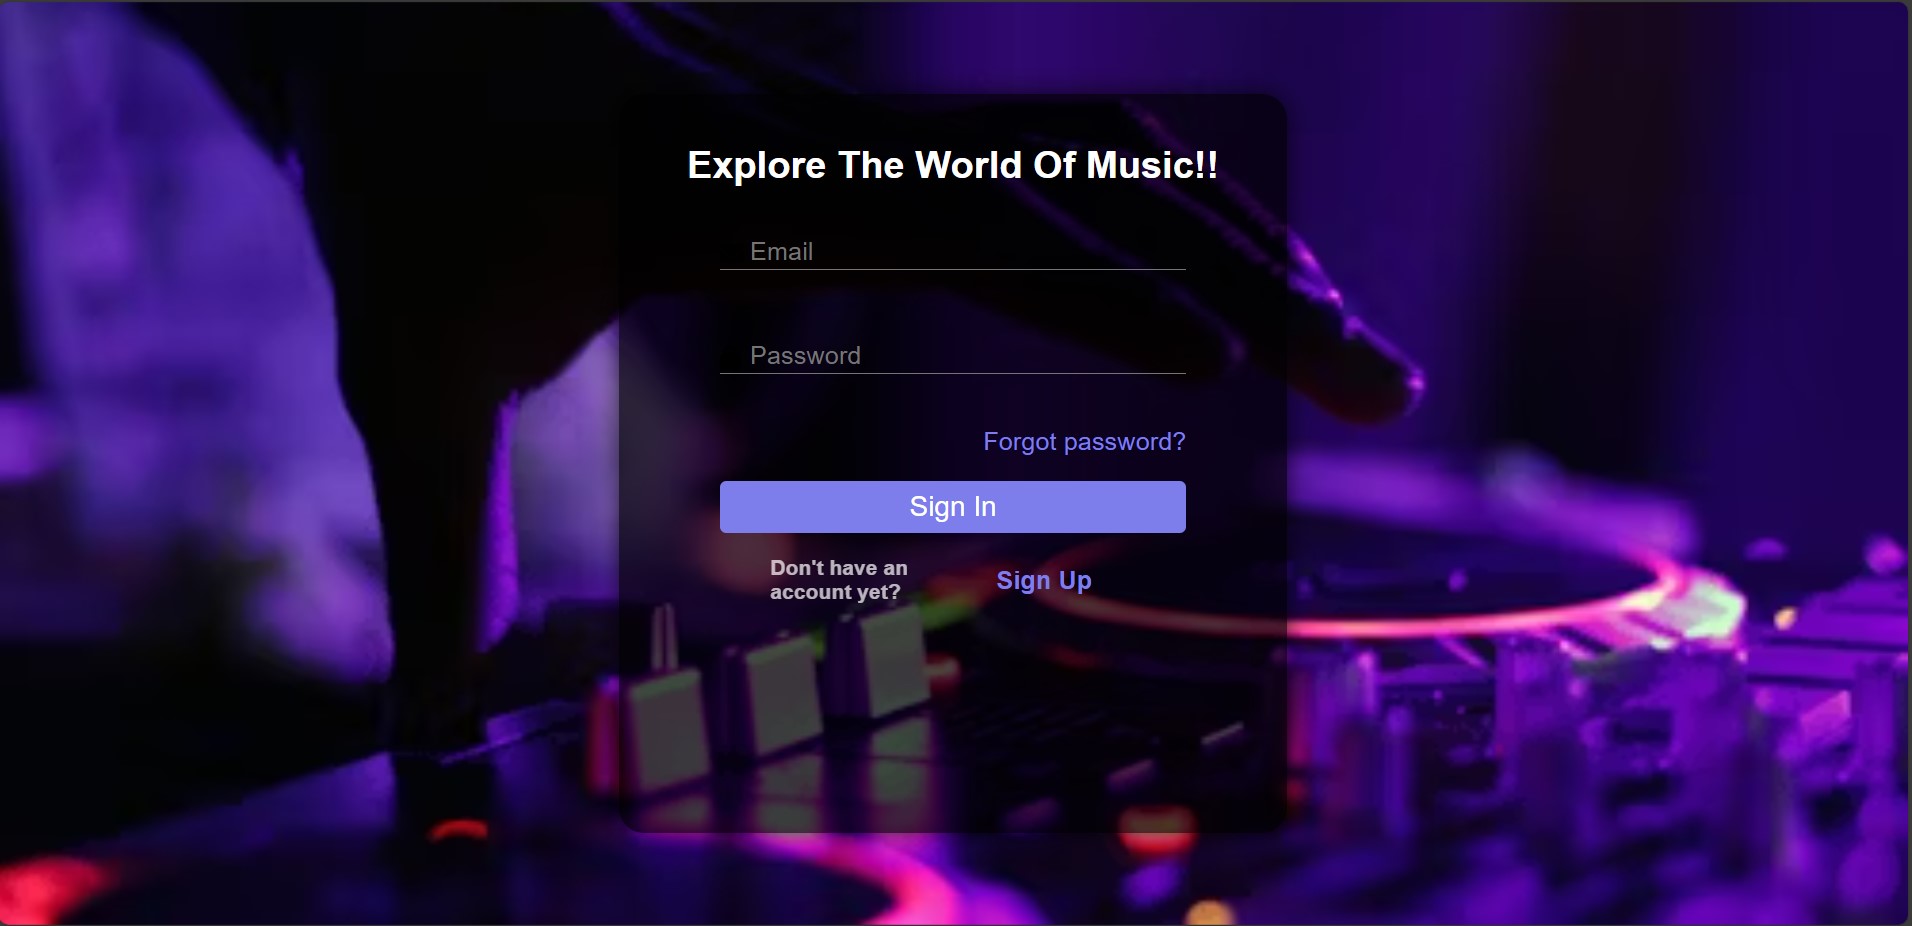 Explore The World Of Music!!
Email
Password
Forgot password?
Sign In
Don't have an
account yet?
Sign Up